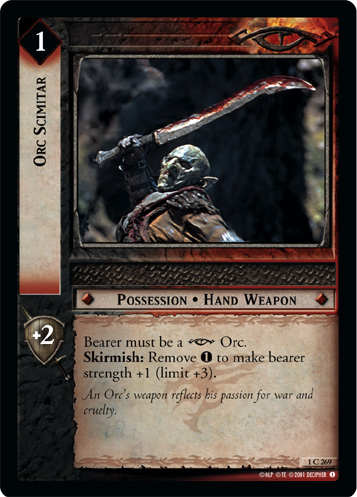 1
Orc Scimitar
Possession • Hand Weapon
+2
Bearer must be a Orc.
Skirmish: Remove 1 to make bearer
strength +1 (limit +3).
An Orc's weapon reflects his passion for war and
cruelty.
1 C 269
©NLP ©TE ©2001 DECIPHER 1